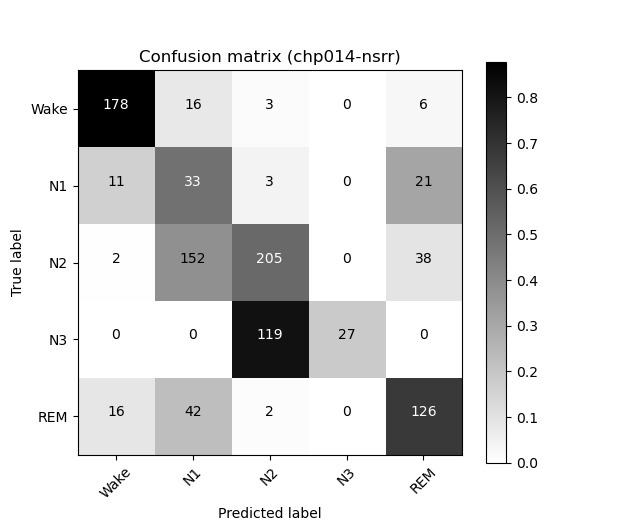 Confusion matrix (chp014-nsrr)
Wake 178 16 3 0 6
N1 11 33 3 0 21
N2 2 152 205 0 38
N3 0 0 119 27 0
REM 16 42 2 0 126
Wake N1 N2 N3 REM
True label
Predicted label
0.8
0.7
0.6
0.5
0.4
0.3
0.2
0.1
0.0